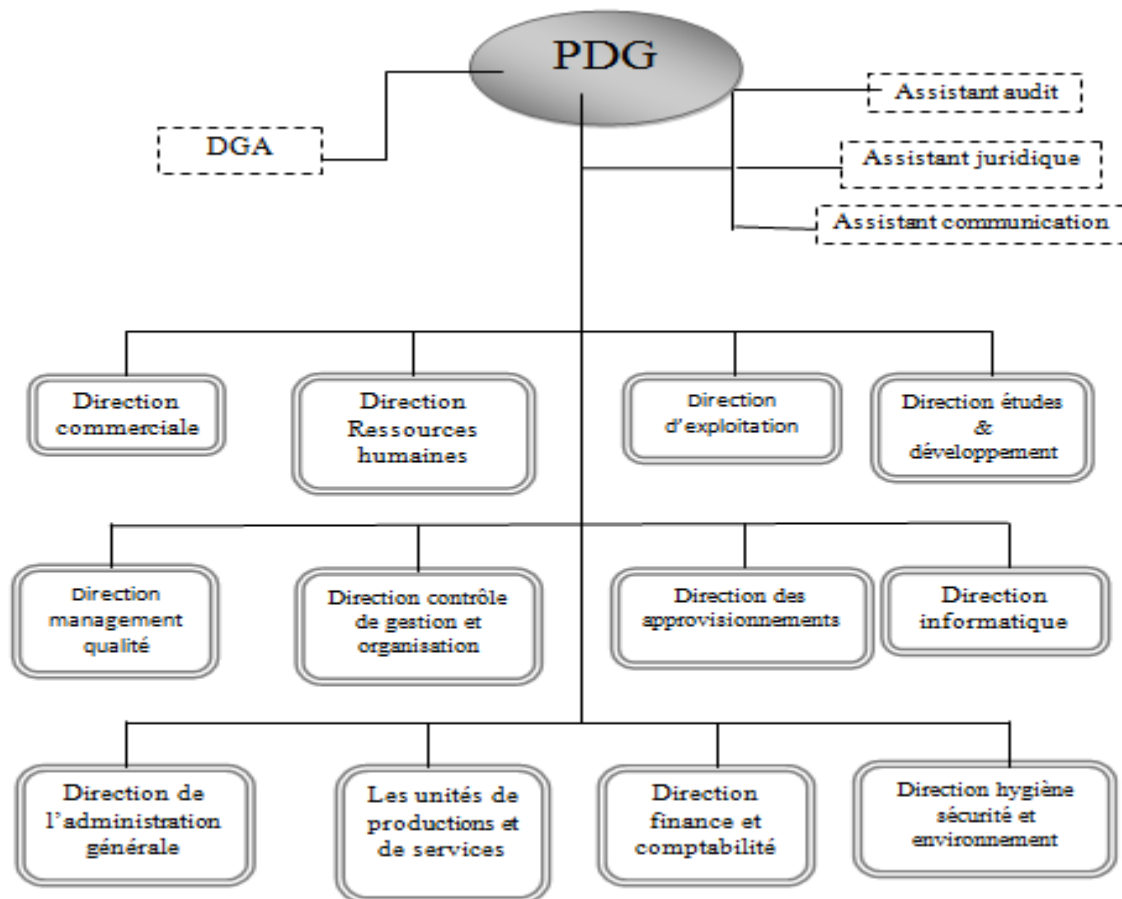 PDG
Assistant audit
DGA
Assistant juridique
Assistant communication
Direction
commerciale
Direction
Ressources
humaines
Direction
d'exploitation
Direction études
&
développement
Direction
management
qualité
Direction contrôle
de gestion et
organisation
Direction des
approvisionnements
Direction
informatique
Direction de
l'administration
générale
Les unités de
productions et
de services
Direction
finance et
comptabilité
Direction hygiène
sécurité et
environnement